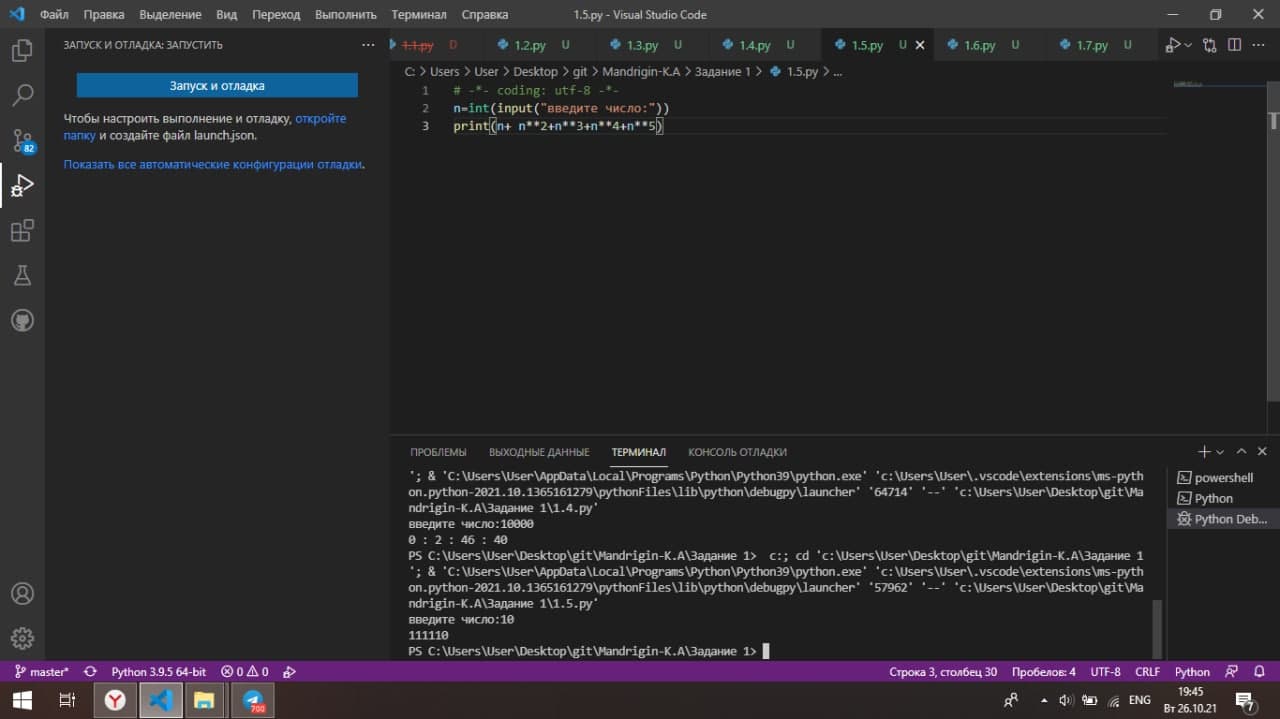 Файл Правка Выделение Вид Переход Выполнить Терминал Справка 1.5.py - Visual Studio Code
ЗАПУСК И ОТЛАДКА: ЗАПУСТИТЬ
1.1.py D 1.2.py U 1.3.py U 1.4.py U 1.5.py U 1.6.py U 1.7.py U
C: > Users > User > Desktop > git > Mandrigin-K.A > Задание 1 > 1.5.py > ...
Запуск и отладка
Чтобы настроить выполнение и отладку, откройте
папку и создайте файл launch.json.
Показать все автоматические конфигурации отладки.
82
1 # -*- coding: utf-8 -*-
2 n=int(input("введите число:"))
3 print(n+ n**2+n**3+n**4+n**5)
ПРОБЛЕМЫ ВЫХОДНЫЕ ДАННЫЕ ТЕРМИНАЛ КОНСОЛЬ ОТЛАДКИ
'; & 'C:\Users\User\AppData\Local\Programs\Python\Python39\python.exe' 'c:\Users\User\.vscode\extensions\ms-pyth
on.python-2021.10.1365161279\pythonFiles\lib\python\debugpy\launcher' '64714' '--' 'c:\Users\User\Desktop\git\Ma
ndrigin-K.A\Задание 1\1.4.py'
введите число:10000
0 : 2 : 46 : 40
PS C:\Users\User\Desktop\git\Mandrigin-K.A\Задание 1>  c:; cd 'c:\Users\User\Desktop\git\Mandrigin-K.A\Задание 1
'; & 'C:\Users\User\AppData\Local\Programs\Python\Python39\python.exe' 'c:\Users\User\.vscode\extensions\ms-pyth
on.python-2021.10.1365161279\pythonFiles\lib\python\debugpy\launcher' '57962' '--' 'c:\Users\User\Desktop\git\Ma
ndrigin-K.A\Задание 1\1.5.py'
введите число:10
111110
PS C:\Users\User\Desktop\git\Mandrigin-K.A\Задание 1>
powershell
Python
Python Deb...
master* Python 3.9.5 64-bit 0 0 Строка 3, столбец 30 Пробелов: 4 UTF-8 CRLF Python
700 ENG 19:45
Вт 26.10.21 7